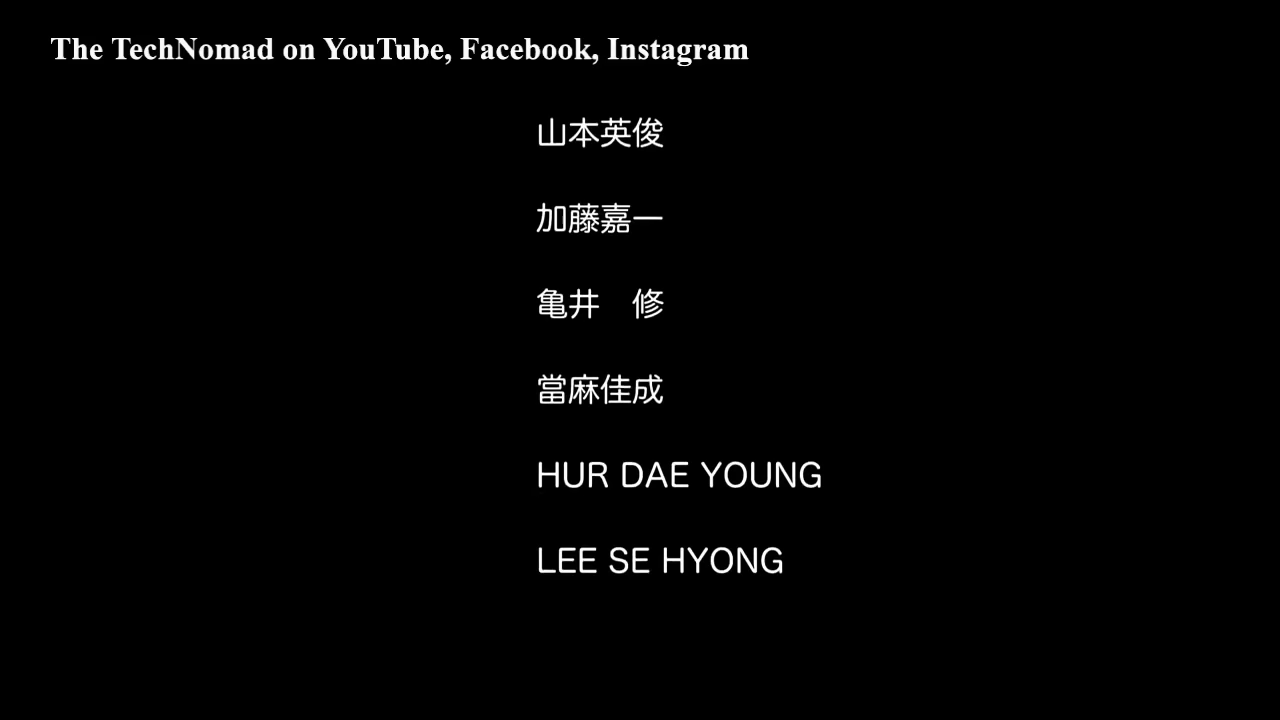 The TechNomad on YouTube, Facebook, Instagram
山本英俊
加藤嘉一
亀井　修
當麻佳成
HUR DAE YOUNG
LEE SE HYONG